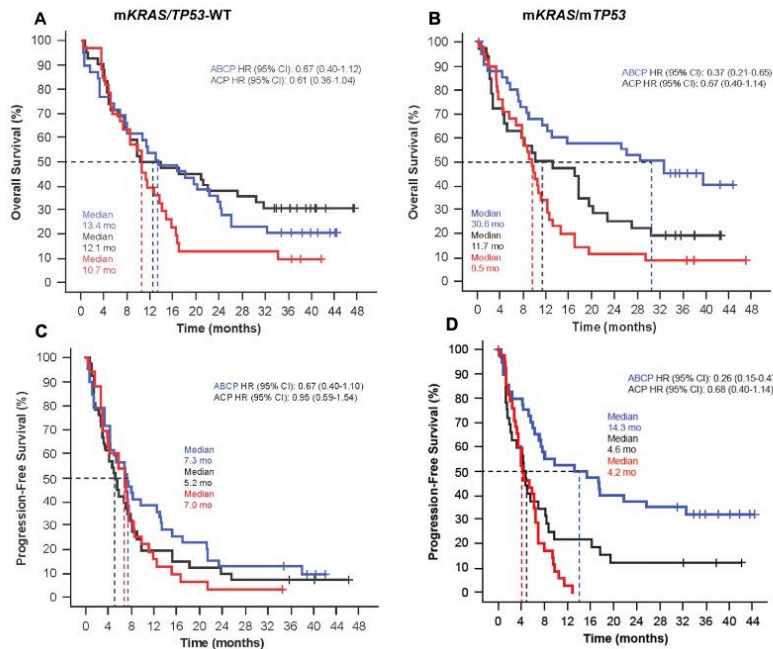 A mKRAS/TP53-WT
ABCP HR (95% CI): 0.67 (0.40-1.12)
ACP HR (95% CI): 0.61 (0.36-1.04)
Overall Survival (%)
100
90
80
70
60
50
40
30
20
10
0
Median
13.4 mo
Median
12.1 mo
Median
10.7 mo
0 4 8 12 16 20 24 28 32 36 40 44 48
Time (months)
B mKRAS/mTP53
ABCP HR (95% CI): 0.37 (0.21-0.65)
ACP HR (95% CI): 0.67 (0.40-1.14)
Overall Survival (%)
100
90
80
70
60
50
40
30
20
10
0
Median
30.6 mo
Median
11.7 mo
Median
9.5 mo
0 4 8 12 16 20 24 28 32 36 40 44 48
Time (months)
C
ABCP HR (95% CI): 0.67 (0.40-1.10)
ACP HR (95% CI): 0.95 (0.59-1.54)
Progression-Free Survival (%)
100
90
80
70
60
50
40
30
20
10
0
Median
7.3 mo
Median
5.2 mo
Median
7.0 mo
0 4 8 12 16 20 24 28 32 36 40 44 48
Time (months)
D
ABCP HR (95% CI): 0.26 (0.15-0.4
ACP HR (95% CI): 0.68 (0.40-1.14
Progression-Free Survival (%)
100
90
80
70
60
50
40
30
20
10
0
Median
14.3 mo
Median
4.6 mo
Median
4.2 mo
0 4 8 12 16 20 24 28 32 36 40 44 48
Time (months)